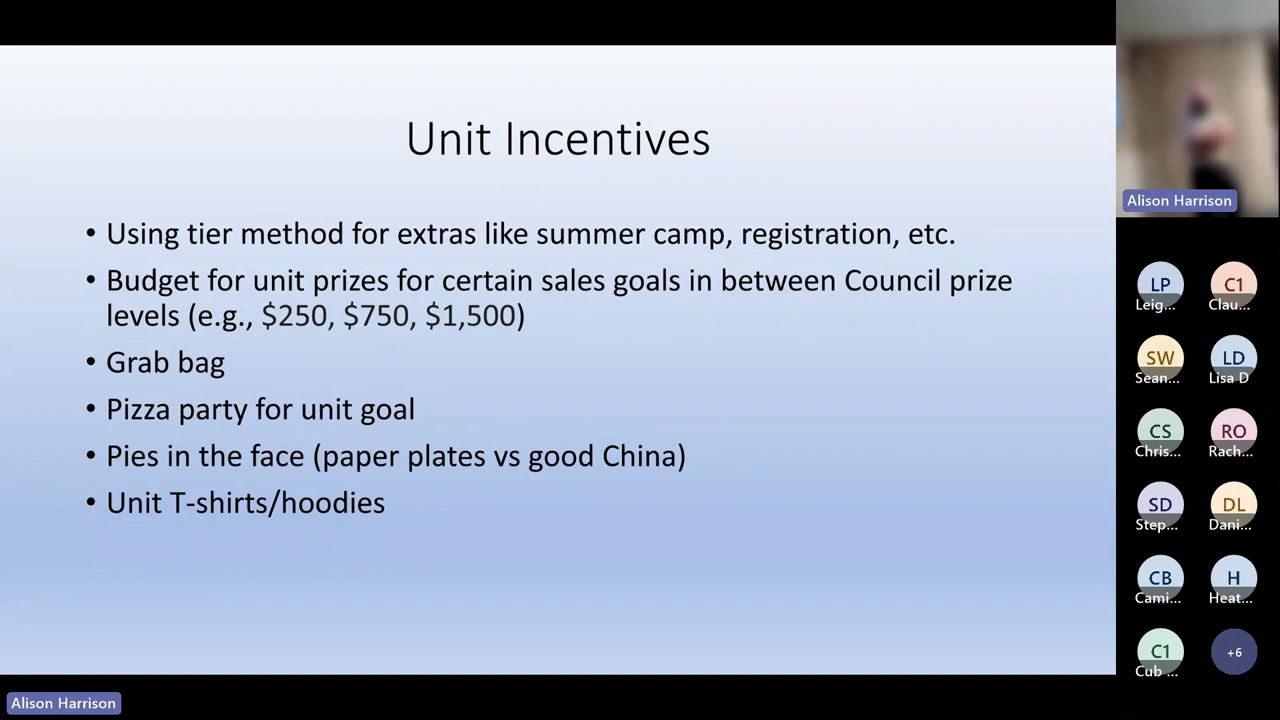 Unit Incentives
• Using tier method for extras like summer camp, registration, etc.
• Budget for unit prizes for certain sales goals in between Council prize
levels (e.g., $250, $750, $1,500)
• Grab bag
• Pizza party for unit goal
• Pies in the face (paper plates vs good China)
• Unit T-shirts/hoodies
Alison Harrison
Alison Harrison
LP
Leig...
C1
Clau...
SW
Sean...
LD
Lisa D
CS
Chris...
RO
Rach...
SD
Step...
DL
Dani...
CB
Cami...
H
Heat...
C1
Cub ...
+6